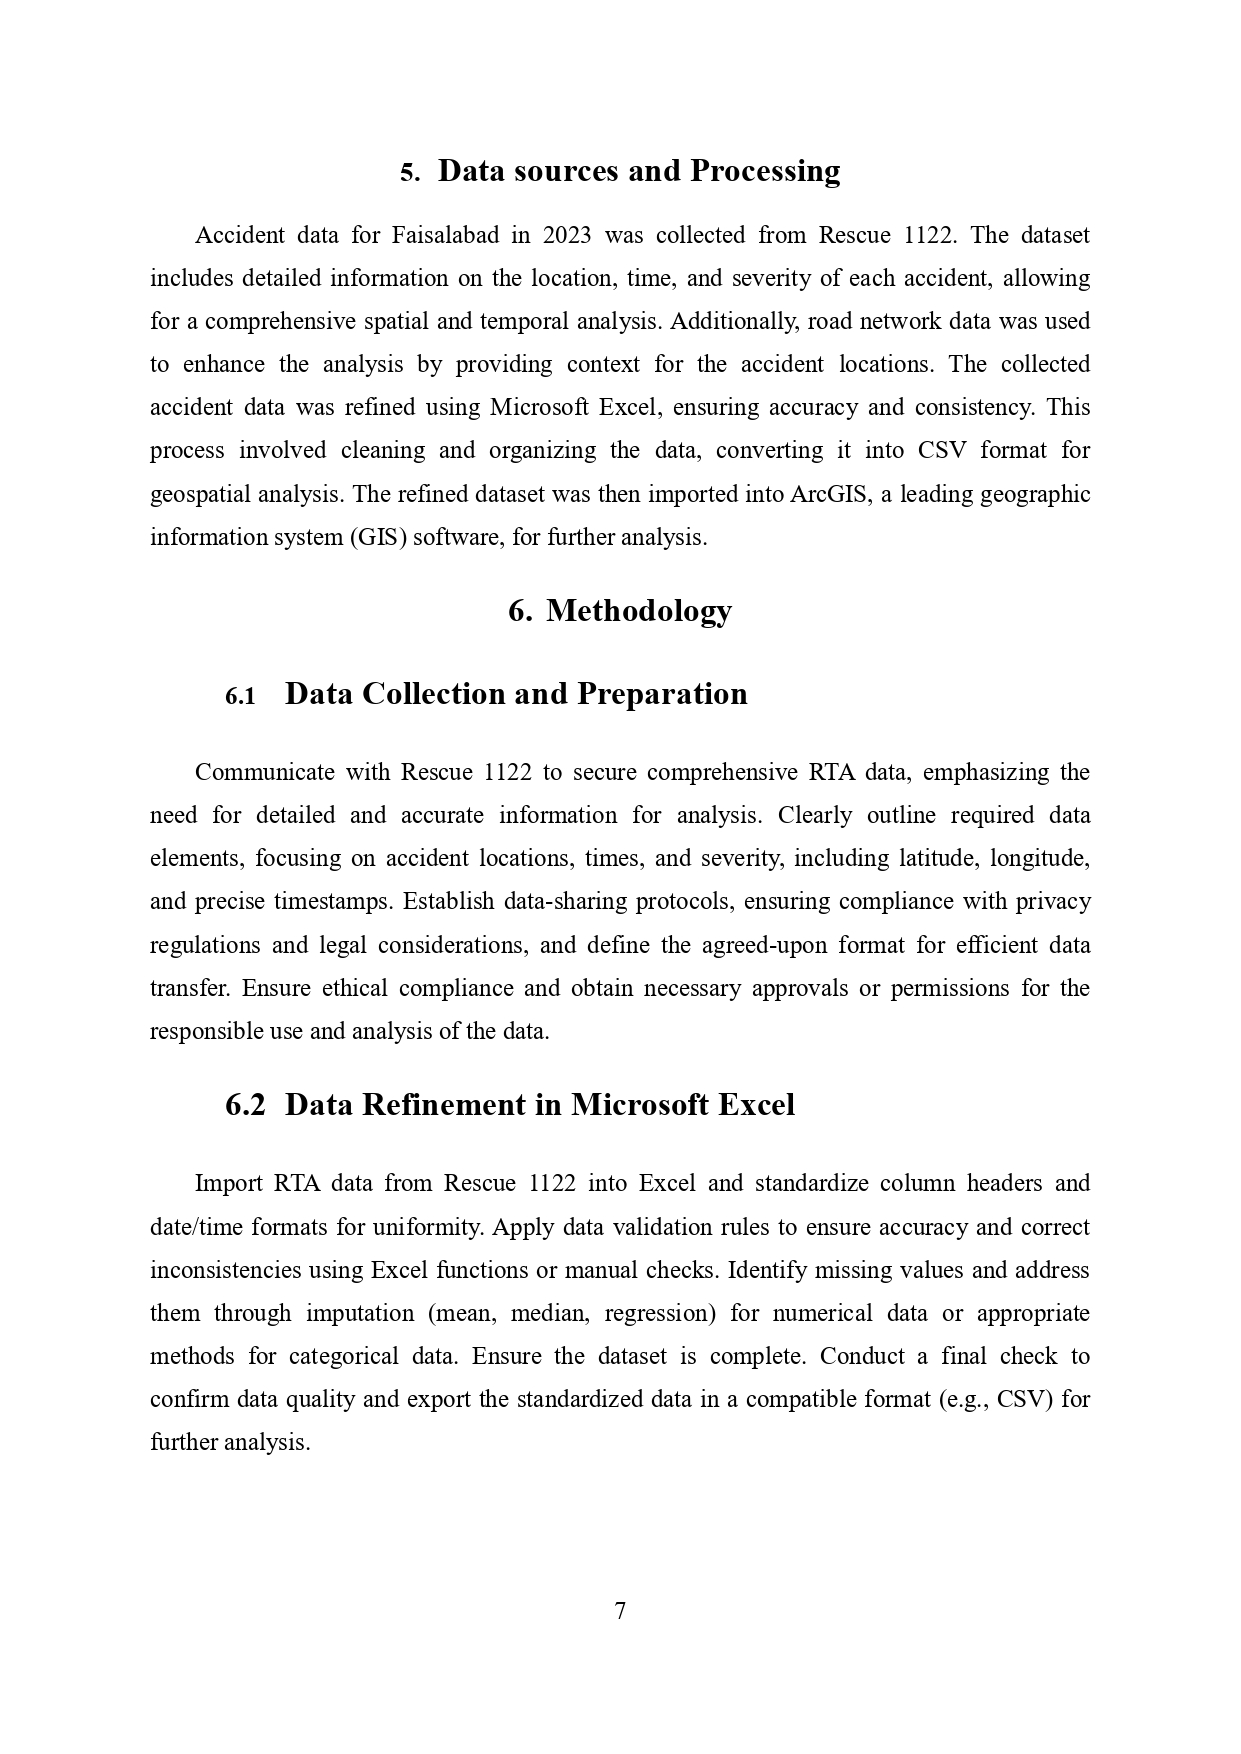 5. Data sources and Processing
Accident data for Faisalabad in 2023 was collected from Rescue 1122. The dataset
includes detailed information on the location, time, and severity of each accident, allowing
for a comprehensive spatial and temporal analysis. Additionally, road network data was used
to enhance the analysis by providing context for the accident locations. The collected
accident data was refined using Microsoft Excel, ensuring accuracy and consistency. This
process involved cleaning and organizing the data, converting it into CSV format for
geospatial analysis. The refined dataset was then imported into ArcGIS, a leading geographic
information system (GIS) software, for further analysis.
6. Methodology
6.1 Data Collection and Preparation
Communicate with Rescue 1122 to secure comprehensive RTA data, emphasizing the
need for detailed and accurate information for analysis. Clearly outline required data
elements, focusing on accident locations, times, and severity, including latitude, longitude,
and precise timestamps. Establish data-sharing protocols, ensuring compliance with privacy
regulations and legal considerations, and define the agreed-upon format for efficient data
transfer. Ensure ethical compliance and obtain necessary approvals or permissions for the
responsible use and analysis of the data.
6.2 Data Refinement in Microsoft Excel
Import RTA data from Rescue 1122 into Excel and standardize column headers and
date/time formats for uniformity. Apply data validation rules to ensure accuracy and correct
inconsistencies using Excel functions or manual checks. Identify missing values and address
them through imputation (mean, median, regression) for numerical data or appropriate
methods for categorical data. Ensure the dataset is complete. Conduct a final check to
confirm data quality and export the standardized data in a compatible format (e.g., CSV) for
further analysis.
7